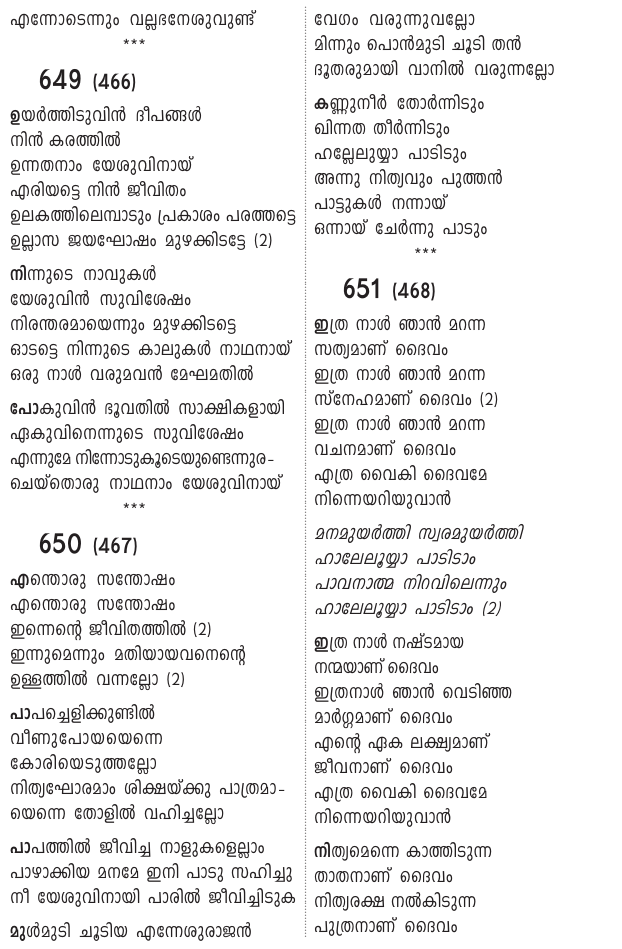 എന്നോടെന്നും വല്ലഭനേശുവുണ്ട്
***
649 (466)
ഉയർത്തിടുവിൻ ദീപങ്ങൾ
നിൻ കരത്തിൽ
ഉന്നതനാം യേശുവിനായ്
എരിയട്ടെ നിൻ ജീവിതം
ഉലകത്തിലെമ്പാടും പ്രകാശം പരത്തട്ടെ
ഉല്ലാസ ജയഘോഷം മുഴക്കിടട്ടേ (2)
നിന്നുടെ നാവുകൾ
യേശുവിൻ സുവിശേഷം
നിരന്തരമായെന്നും മുഴക്കിടട്ടെ
ഓടട്ടെ നിന്നുടെ കാലുകൾ നാഥനായ്
ഒരു നാൾ വരുമവൻ മേഘമതിൽ
പോകുവിൻ ഭൂവതിൽ സാക്ഷികളായി
ഏകുവിനെന്നുടെ സുവിശേഷം
എന്നുമേ നിന്നോടുകൂടെയുണ്ടെന്നുര-
ചെയ്തൊരു നാഥനാം യേശുവിനായ്
***
650 (467)
എന്തൊരു സന്തോഷം
എന്തൊരു സന്തോഷം
ഇന്നെന്റെ ജീവിതത്തിൽ (2)
ഇന്നുമെന്നും മതിയായവനെന്റെ
ഉള്ളത്തിൽ വന്നല്ലോ (2)
പാപച്ചെളിക്കുണ്ടിൽ
വീണുപോയയെന്നെ
കോരിയെടുത്തല്ലോ
നിത്യഘോരമാം ശിക്ഷയ്ക്കു പാത്രമാ-
യെന്നെ തോളിൽ വഹിച്ചല്ലോ
പാപത്തിൽ ജീവിച്ച നാളുകളെല്ലാം
പാഴാക്കിയ മനമേ ഇനി പാടു സഹിച്ചു
നീ യേശുവിനായി പാരിൽ ജീവിച്ചിടുക
മുൾമുടി ചൂടിയ എന്നേശുരാജൻ
വേഗം വരുന്നുവല്ലോ
മിന്നും പൊൻമുടി ചൂടി തൻ
ദൂതരുമായി വാനിൽ വരുന്നല്ലോ
കണ്ണുനീർ തോർന്നിടും
ഖിന്നത തീർന്നിടും
ഹല്ലേലുയ്യാ പാടിടും
അന്നു നിത്യവും പുത്തൻ
പാട്ടുകൾ നന്നായ്
ഒന്നായ് ചേർന്നു പാടും
***
651 (468)
ഇത്ര നാൾ ഞാൻ മറന്ന
സത്യമാണ് ദൈവം
ഇത്ര നാൾ ഞാൻ മറന്ന
സ്നേഹമാണ് ദൈവം (2)
ഇത്ര നാൾ ഞാൻ മറന്ന
വചനമാണ് ദൈവം
എത്ര വൈകി ദൈവമേ
നിന്നെയറിയുവാൻ
മനമുയർത്തി സ്വരമുയർത്തി
ഹാലേലൂയ്യാ പാടിടാം
പാവനാത്മ നിറവിലെന്നും
ഹാലേലൂയ്യാ പാടിടാം (2)
ഇത്ര നാൾ നഷ്ടമായ
നന്മയാണ് ദൈവം
ഇത്രനാൾ ഞാൻ വെടിഞ്ഞ
മാർഗ്ഗമാണ് ദൈവം
എന്റെ ഏക ലക്ഷ്യമാണ്
ജീവനാണ് ദൈവം
എത്ര വൈകി ദൈവമേ
നിന്നെയറിയുവാൻ
നിത്യമെന്നെ കാത്തിടുന്ന
താതനാണ് ദൈവം
നിത്യരക്ഷ നൽകിടുന്ന
പുത്രനാണ് ദൈവം